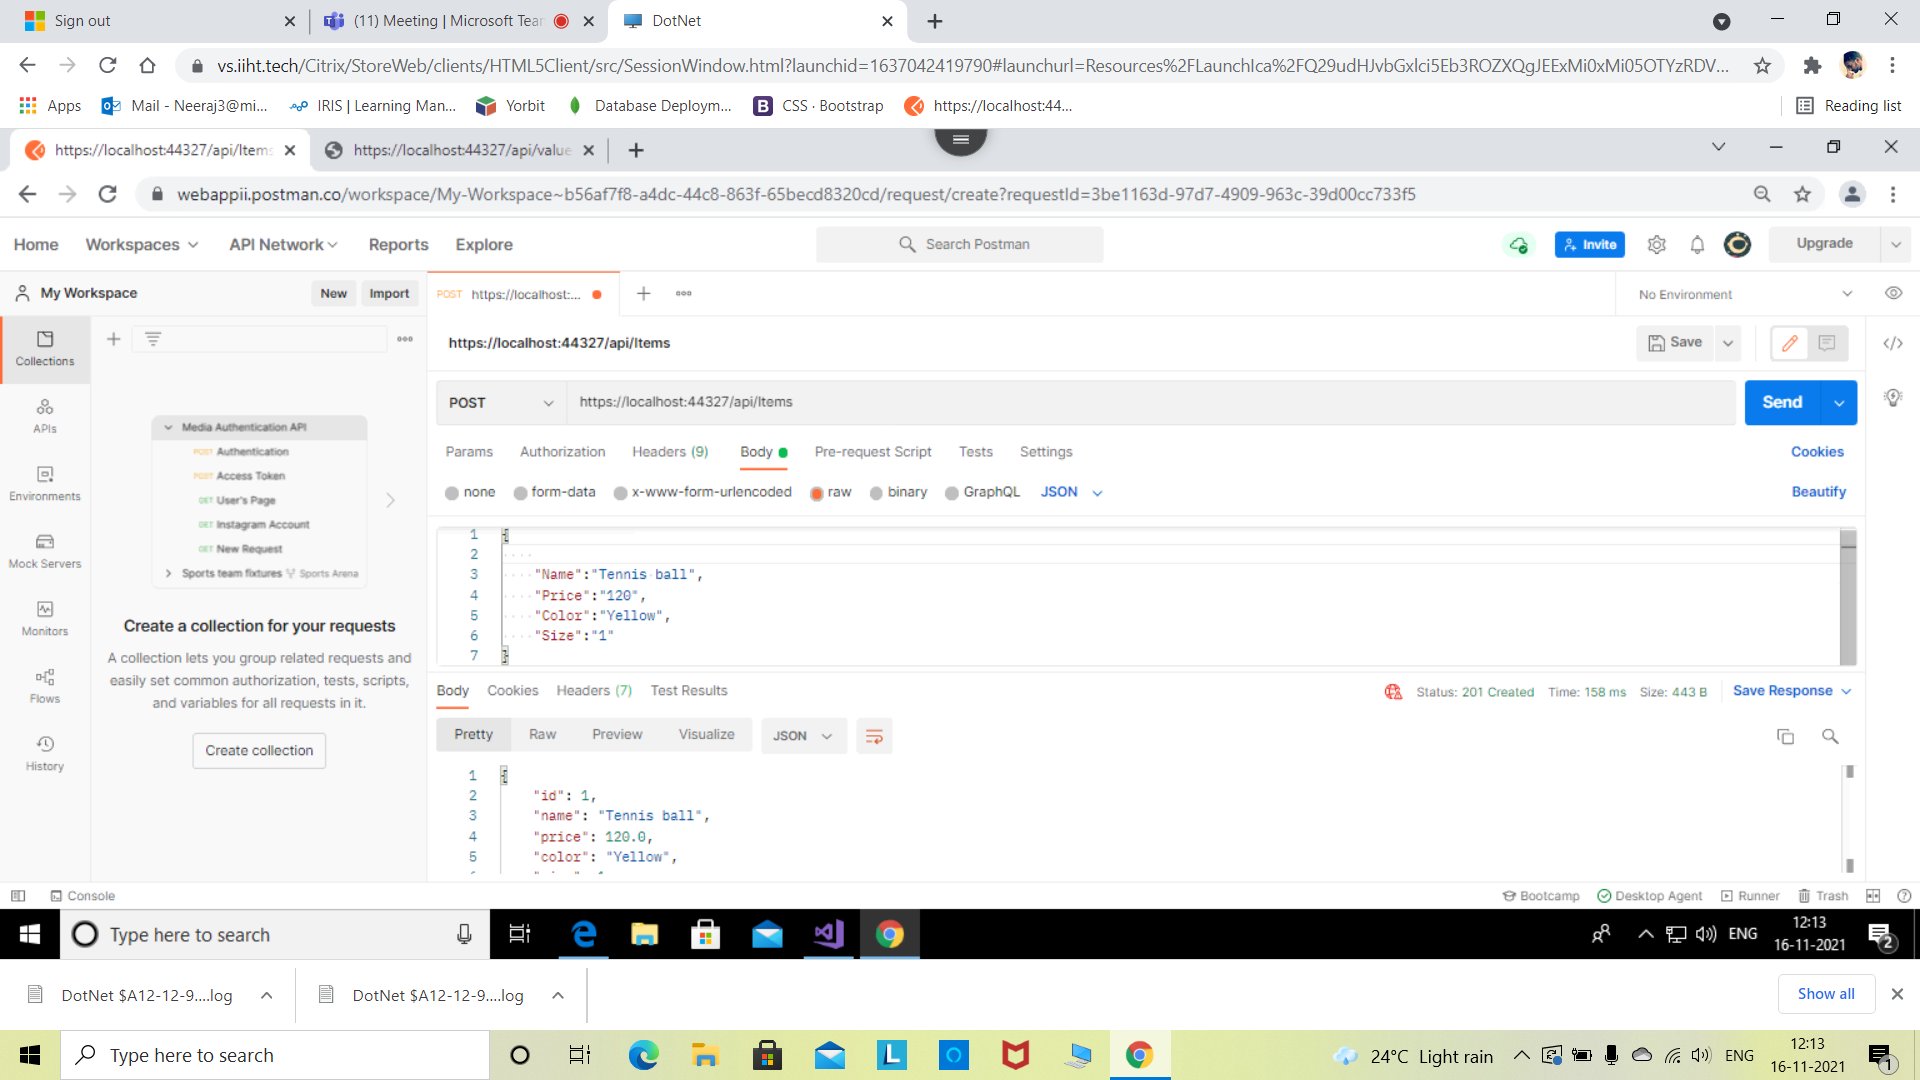 Sign out
(11) Meeting | Microsoft Tea
DotNet
vs.iiht.tech/Citrix/StoreWeb/clients/HTML5Client/src/SessionWindow.html?launchid=1637042419790#launchurl=Resources%2FLaunchIca%2FQ29udHJvbGxlci5Eb3ROZXQgJEExMi0xMi05OTYzRDV...
Apps
Mail - Neeraj3@mi...
IRIS | Learning Man...
Yorbit
Database Deploym...
CSS · Bootstrap
https://localhost:44...
Reading list
https://localhost:44327/api/Items
https://localhost:44327/api/value
webappii.postman.co/workspace/My-Workspace~b56af7f8-a4dc-44c8-863f-65becd8320cd/request/create?requestId=3be1163d-97d7-4909-963c-39d00cc733f5
Home
Workspaces
API Network
Reports
Explore
Search Postman
Invite
Upgrade
My Workspace
New
Import
POST https://localhost:...
No Environment
Collections
APIs
Environments
Mock Servers
Monitors
Flows
History
Media Authentication API
POST Authentication
POST Access Token
GET User's Page
GET Instagram Account
GET New Request
Sports team fixtures Sports Arena
Create a collection for your requests
A collection lets you group related requests and
easily set common authorization, tests, scripts,
and variables for all requests in it.
Create collection
https://localhost:44327/api/Items
Save
POST
https://localhost:44327/api/Items
Send
Params
Authorization
Headers (9)
Body
Pre-request Script
Tests
Settings
Cookies
none
form-data
x-www-form-urlencoded
raw
binary
GraphQL
JSON
Beautify
1 {
2
3 "Name":"Tennis ball",
4 "Price":"120",
5 "Color":"Yellow",
6 "Size":"1"
7 }
Body
Cookies
Headers (7)
Test Results
Status: 201 Created
Time: 158 ms
Size: 443 B
Save Response
Pretty
Raw
Preview
Visualize
JSON
1 {
2 "id": 1,
3 "name": "Tennis ball",
4 "price": 120.0,
5 "color": "Yellow",
Console
Bootcamp
Desktop Agent
Runner
Trash
Type here to search
ENG
12:13
16-11-2021
2
DotNet $A12-12-9....log
DotNet $A12-12-9....log
Show all
Type here to search
24°C Light rain
ENG
12:13
16-11-2021
1